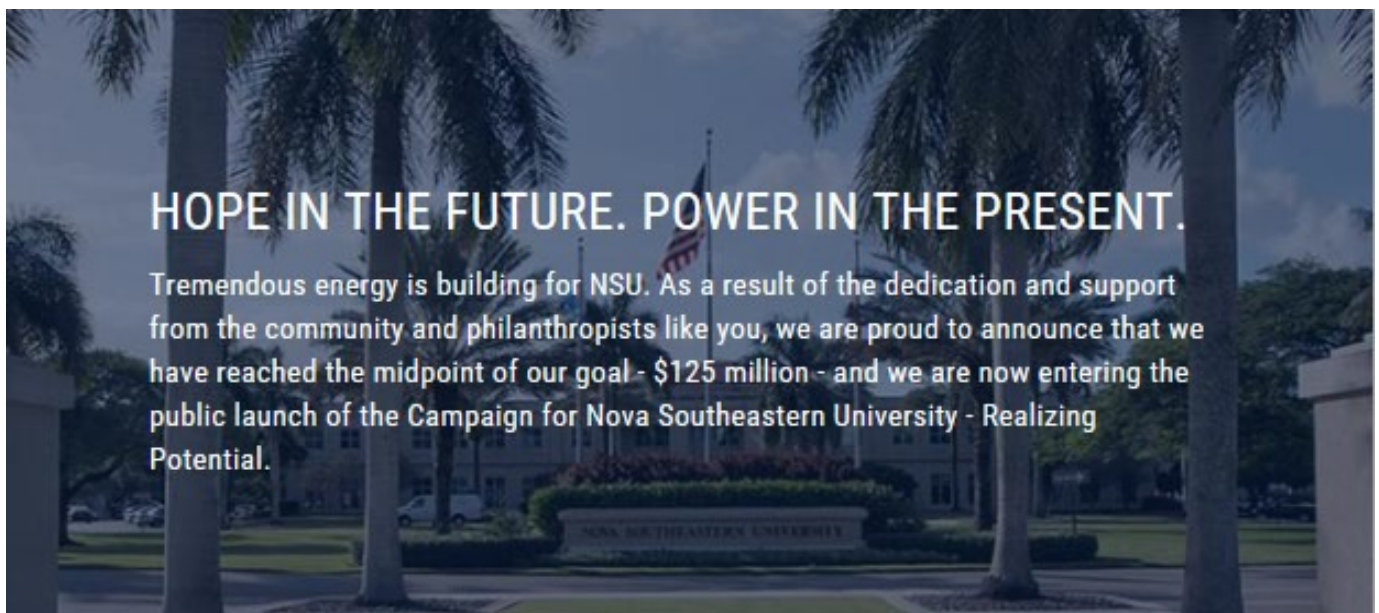 HOPE IN THE FUTURE. POWER IN THE PRESENT.
Tremendous energy is building for NSU. As a result of the dedication and support
from the community and philanthropists like you, we are proud to announce that we
have reached the midpoint of our goal - $125 million - and we are now entering the
public launch of the Campaign for Nova Southeastern University - Realizing
Potential.
NOVA SOUTHEASTERN UNIVERSITY